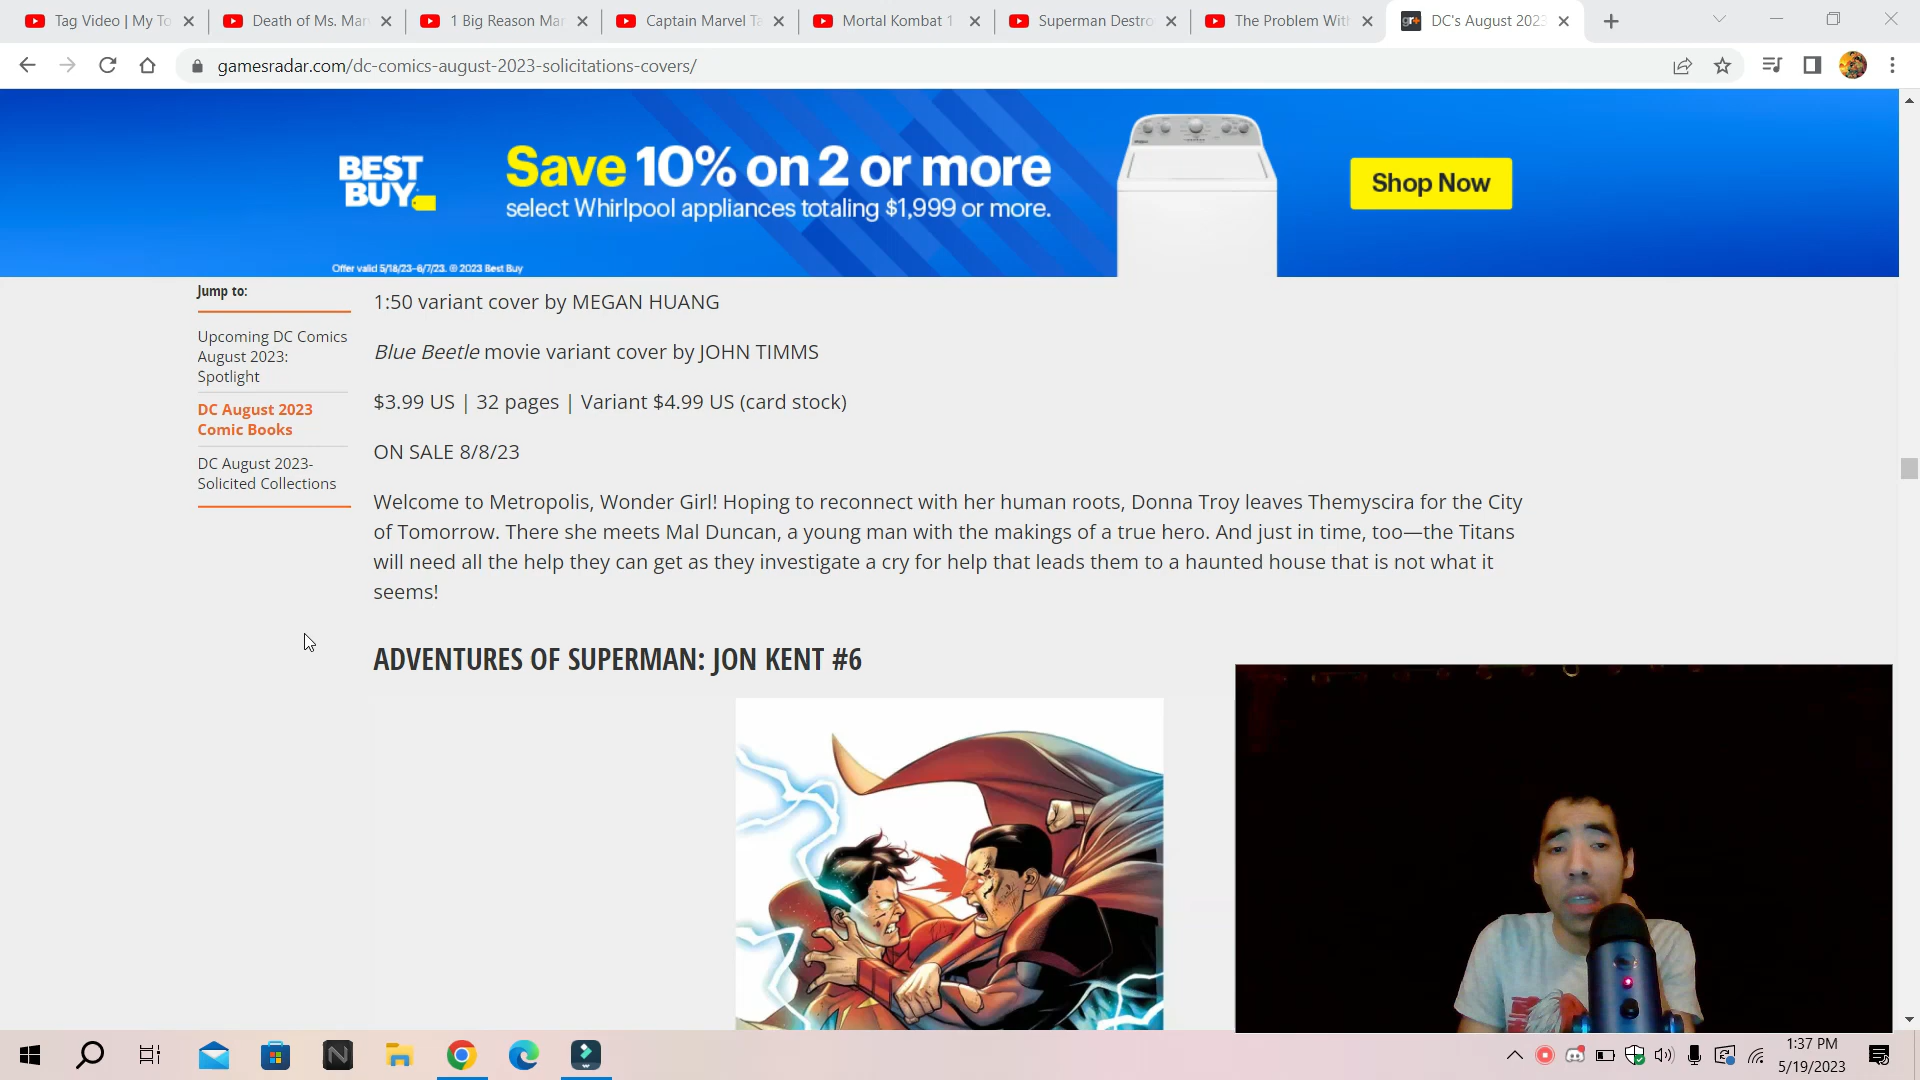 Tag Video | My To
Death of Ms. Mar
1 Big Reason Mar
Captain Marvel Ta
Mortal Kombat 1
Superman Destro
The Problem With
gr+
DC's August 2023
gamesradar.com/dc-comics-august-2023-solicitations-covers/
BEST
BUY
Save 10% on 2 or more
select Whirlpool appliances totaling $1,999 or more.
Shop Now
Offer valid 5/18/23-6/7/23. © 2023 Best Buy
Jump to:
Upcoming DC Comics
August 2023:
Spotlight
DC August 2023
Comic Books
DC August 2023-
Solicited Collections
1:50 variant cover by MEGAN HUANG
Blue Beetle movie variant cover by JOHN TIMMS
$3.99 US | 32 pages | Variant $4.99 US (card stock)
ON SALE 8/8/23
Welcome to Metropolis, Wonder Girl! Hoping to reconnect with her human roots, Donna Troy leaves Themyscira for the City
of Tomorrow. There she meets Mal Duncan, a young man with the makings of a true hero. And just in time, too—the Titans
will need all the help they can get as they investigate a cry for help that leads them to a haunted house that is not what it
seems!
ADVENTURES OF SUPERMAN: JON KENT #6
1:37 PM
5/19/2023